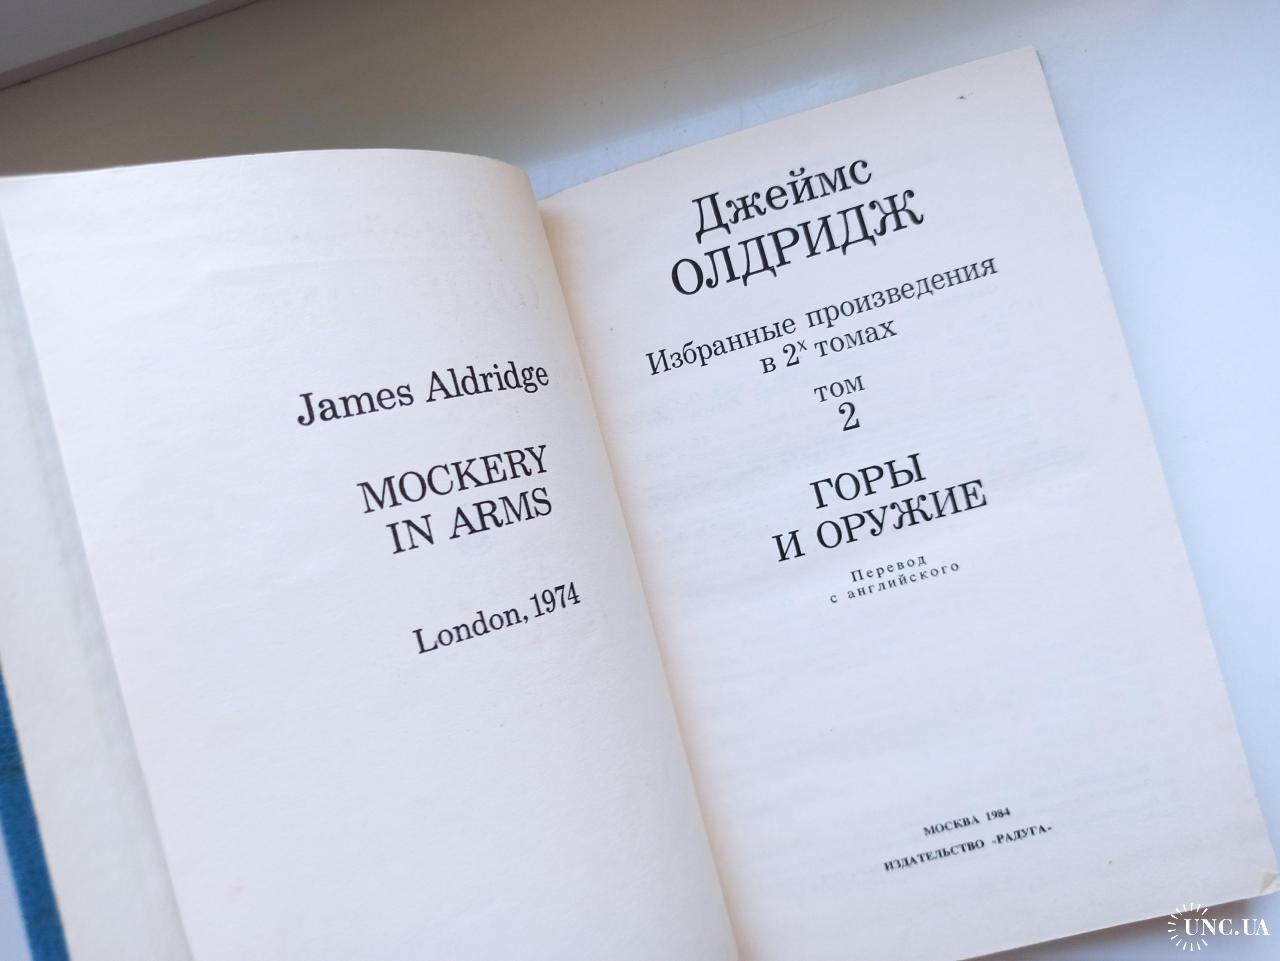 James Aldridge
MOCKERY
IN ARMS
London, 1974
Джеймс
ОЛДРИДЖ
Избранные произведения
в 2х томах
том
2
ГОРЫ
И ОРУЖИЕ
Перевод
с английского
МОСКВА 1984
ИЗДАТЕЛЬСТВО «РАДУГА»
UNC.UA